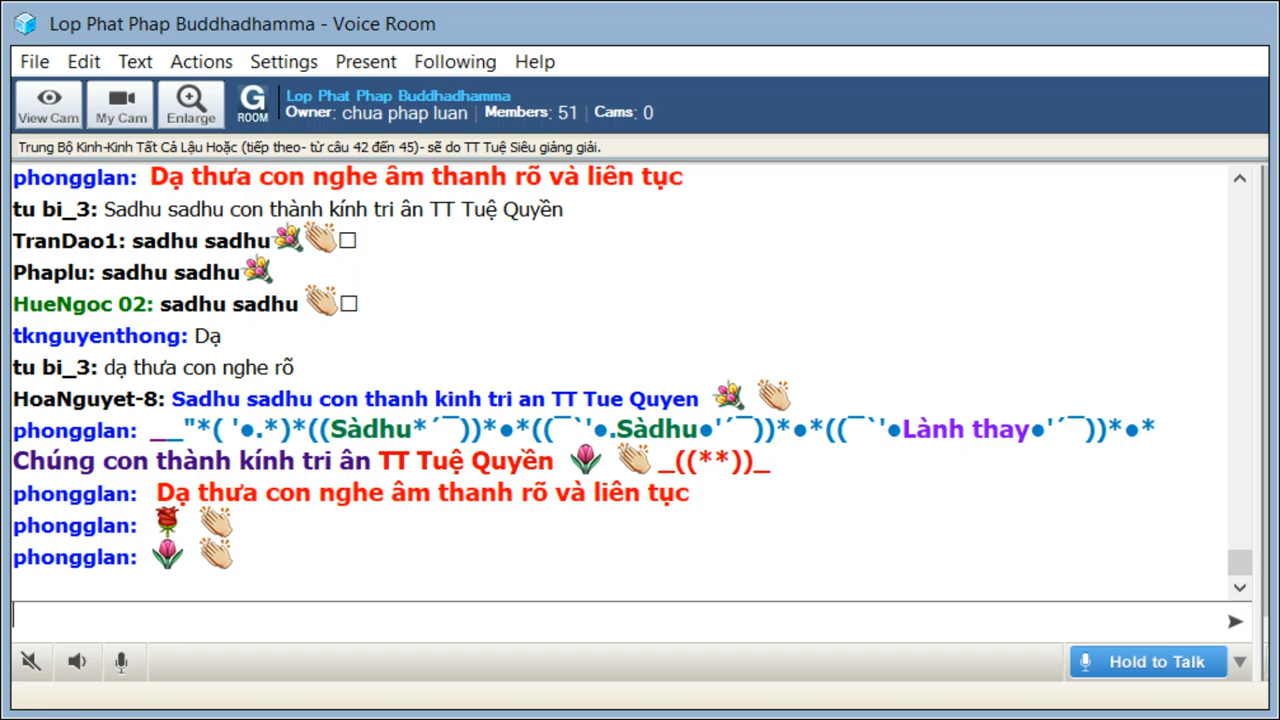 Lop Phat Phap Buddhadhamma - Voice Room
File Edit Text Actions Settings Present Following Help
View Cam My Cam Enlarge G ROOM Lop Phat Phap Buddhadhamma
Owner: chua phap luan | Members: 51 | Cams: 0
Trung Bộ Kinh-Kinh Tất Cả Lậu Hoặc (tiếp theo- từ câu 42 đến 45)- sẽ do TT Tuệ Siêu giảng giải.
phongglan: Dạ thưa con nghe âm thanh rõ và liên tục
tu bi_3: Sadhu sadhu con thành kính tri ân TT Tuệ Quyền
TranDao1: sadhu sadhu
Phaplu: sadhu sadhu
HueNgoc 02: sadhu sadhu
tknguyenthong: Dạ
tu bi_3: dạ thưa con nghe rõ
HoaNguyet-8: Sadhu sadhu con thanh kinh tri an TT Tue Quyen
phongglan: __"*( '●.*)*((Sàdhu*´¯))*●*((¯`'●.Sàdhu●'´¯))*●*((¯`'●Lành thay●'´¯))*●*
Chúng con thành kính tri ân TT Tuệ Quyền _((**))_
phongglan: Dạ thưa con nghe âm thanh rõ và liên tục
phongglan:
phongglan:
Hold to Talk